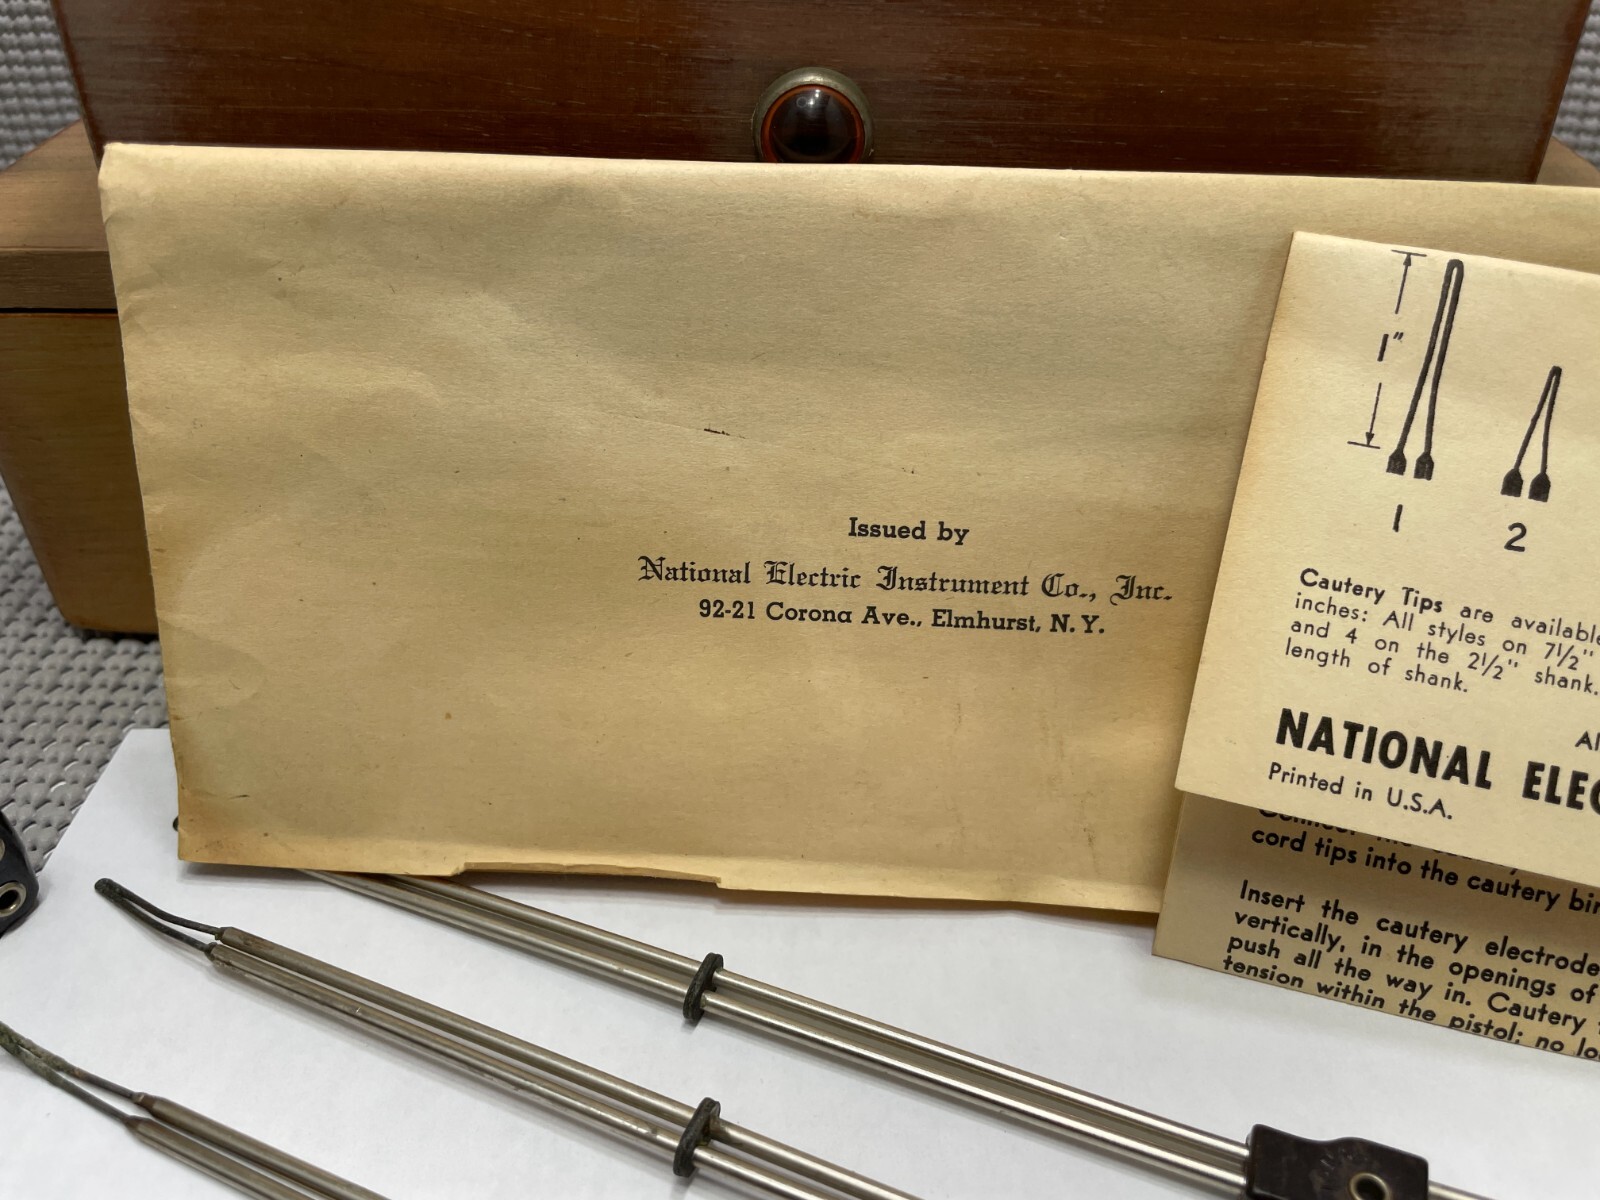 Issued by
National Electric Instrument Co., Inc.
92-21 Corona Ave., Elmhurst, N. Y.
1"
1 2
Cautery Tips are available
inches: All styles on 7½"
and 4 on the 2½" shank.
length of shank.
NATIONAL ELEC
Printed in U.S.A.
cord tips into the cautery
Insert the cautery electrode
vertically, in the openings of
push all the way in. Cautery
tension within the pistol; no